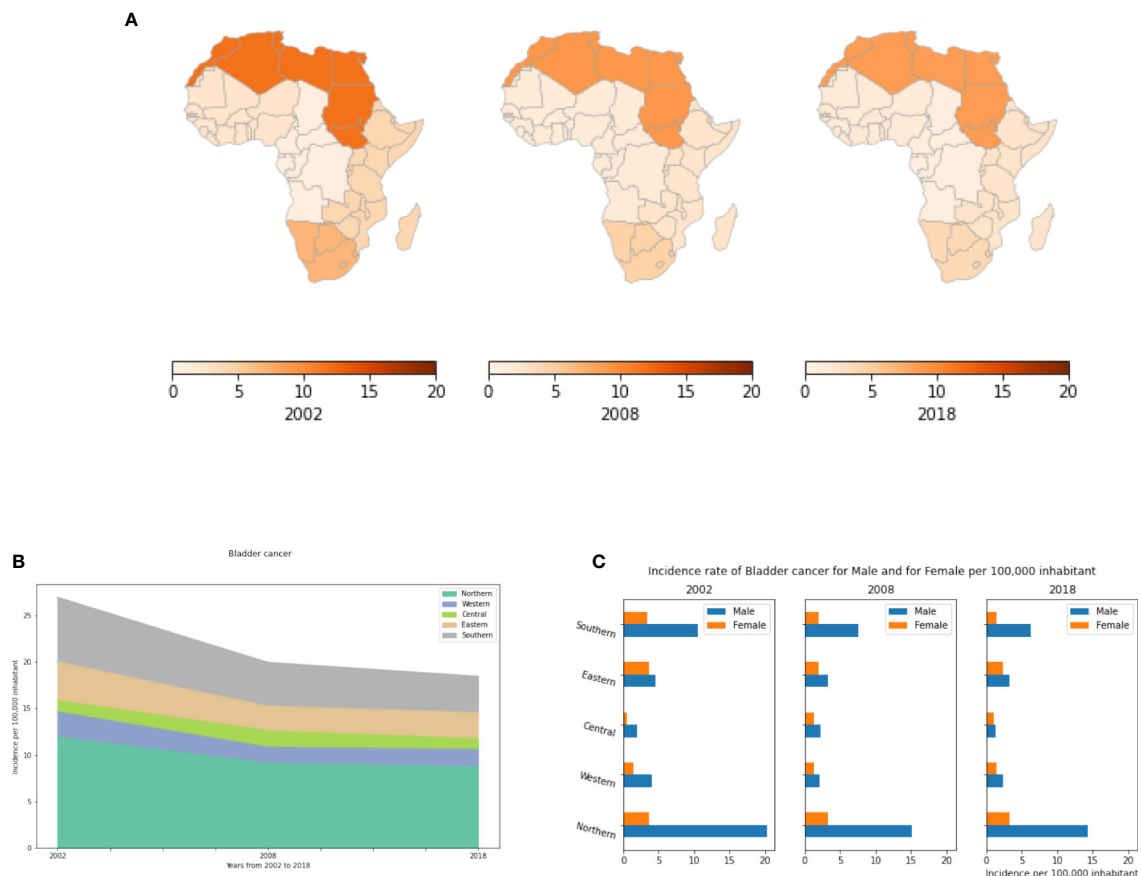 A
0 5 10 15 20
2002
0 5 10 15 20
2008
0 5 10 15 20
2018
B
Bladder cancer
Incidence per 100,000 inhabitant
25
20
15
10
5
0
Northern
Western
Central
Eastern
Southern
2002 2008 2018
Years from 2002 to 2018
C
Incidence rate of Bladder cancer for Male and for Female per 100,000 inhabitant
2002 2008 2018
Male
Female
Male
Female
Male
Female
Southern
Eastern
Central
Western
Northern
0 5 10 15 20
0 5 10 15 20
0 5 10 15 20
Incidence per 100,000 inhabitant